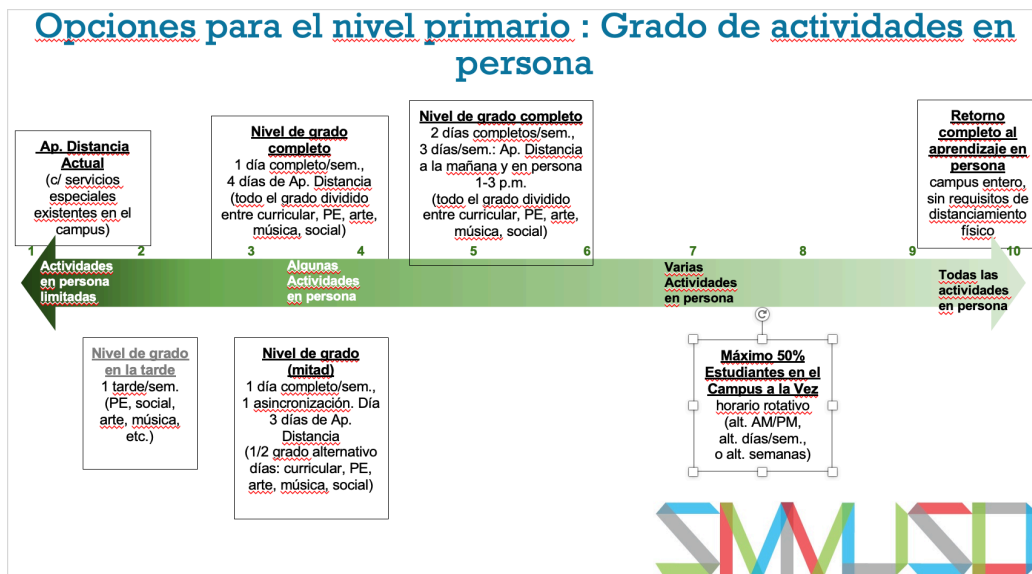 Opciones para el nivel primario : Grado de actividades en
persona
Ap. Distancia
Actual
(c/ servicios
especiales
existentes en el
campus)
Nivel de grado
completo
1 día completo/sem.,
4 días de Ap. Distancia
(todo el grado dividido
entre curricular, PE, arte,
música, social)
Nivel de grado completo
2 días completos/sem.,
3 días/sem.: Ap. Distancia
a la mañana y en persona
1-3 p.m.
(todo el grado dividido
entre curricular, PE, arte,
música, social)
Retorno
completo al
aprendizaje en
persona
campus entero,
sin requisitos de
distanciamiento
físico
1 2 3 4 5 6 7 8 9 10
Actividades
en persona
limitadas
Algunas
Actividades
en persona
Varias
Actividades
en persona
Todas las
actividades
en persona
Nivel de grado
en la tarde
1 tarde/sem.
(PE, social,
arte, música,
etc.)
Nivel de grado
(mitad)
1 día completo/sem.,
1 asincronización. Día
3 días de Ap.
Distancia
(1/2 grado alternativo
días: curricular, PE,
arte, música, social)
Máximo 50%
Estudiantes en el
Campus a la Vez
horario rotativo
(alt. AM/PM,
alt. días/sem.,
o alt. semanas)
SMMUSD